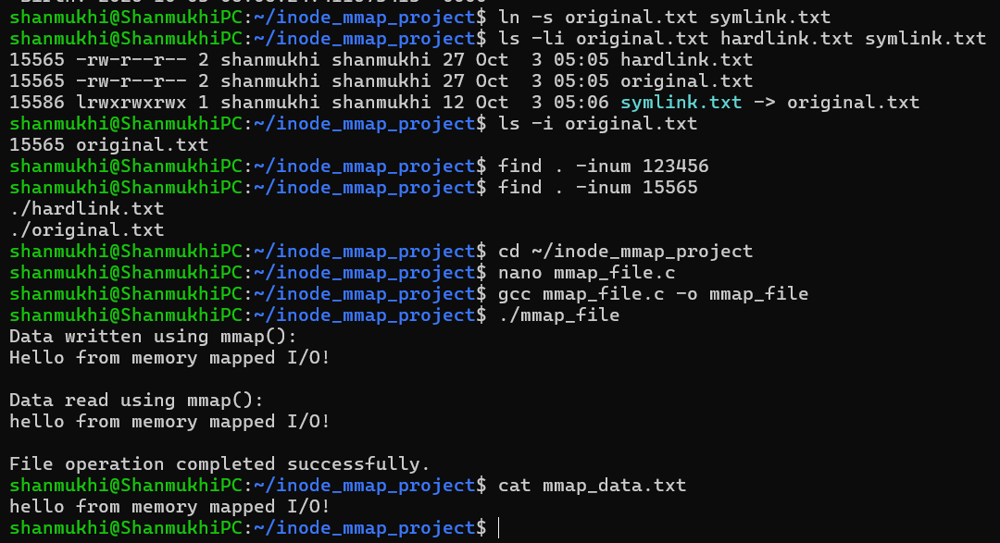 shanmukhi@ShanmukhiPC:~/inode_mmap_project$ ln -s original.txt symlink.txt
shanmukhi@ShanmukhiPC:~/inode_mmap_project$ ls -li original.txt hardlink.txt symlink.txt
15565 -rw-r--r-- 2 shanmukhi shanmukhi 27 Oct  3 05:05 hardlink.txt
15565 -rw-r--r-- 2 shanmukhi shanmukhi 27 Oct  3 05:05 original.txt
15586 lrwxrwxrwx 1 shanmukhi shanmukhi 12 Oct  3 05:06 symlink.txt -> original.txt
shanmukhi@ShanmukhiPC:~/inode_mmap_project$ ls -i original.txt
15565 original.txt
shanmukhi@ShanmukhiPC:~/inode_mmap_project$ find . -inum 123456
shanmukhi@ShanmukhiPC:~/inode_mmap_project$ find . -inum 15565
./hardlink.txt
./original.txt
shanmukhi@ShanmukhiPC:~/inode_mmap_project$ cd ~/inode_mmap_project
shanmukhi@ShanmukhiPC:~/inode_mmap_project$ nano mmap_file.c
shanmukhi@ShanmukhiPC:~/inode_mmap_project$ gcc mmap_file.c -o mmap_file
shanmukhi@ShanmukhiPC:~/inode_mmap_project$ ./mmap_file
Data written using mmap():
Hello from memory mapped I/O!

Data read using mmap():
hello from memory mapped I/O!

File operation completed successfully.
shanmukhi@ShanmukhiPC:~/inode_mmap_project$ cat mmap_data.txt
hello from memory mapped I/O!
shanmukhi@ShanmukhiPC:~/inode_mmap_project$